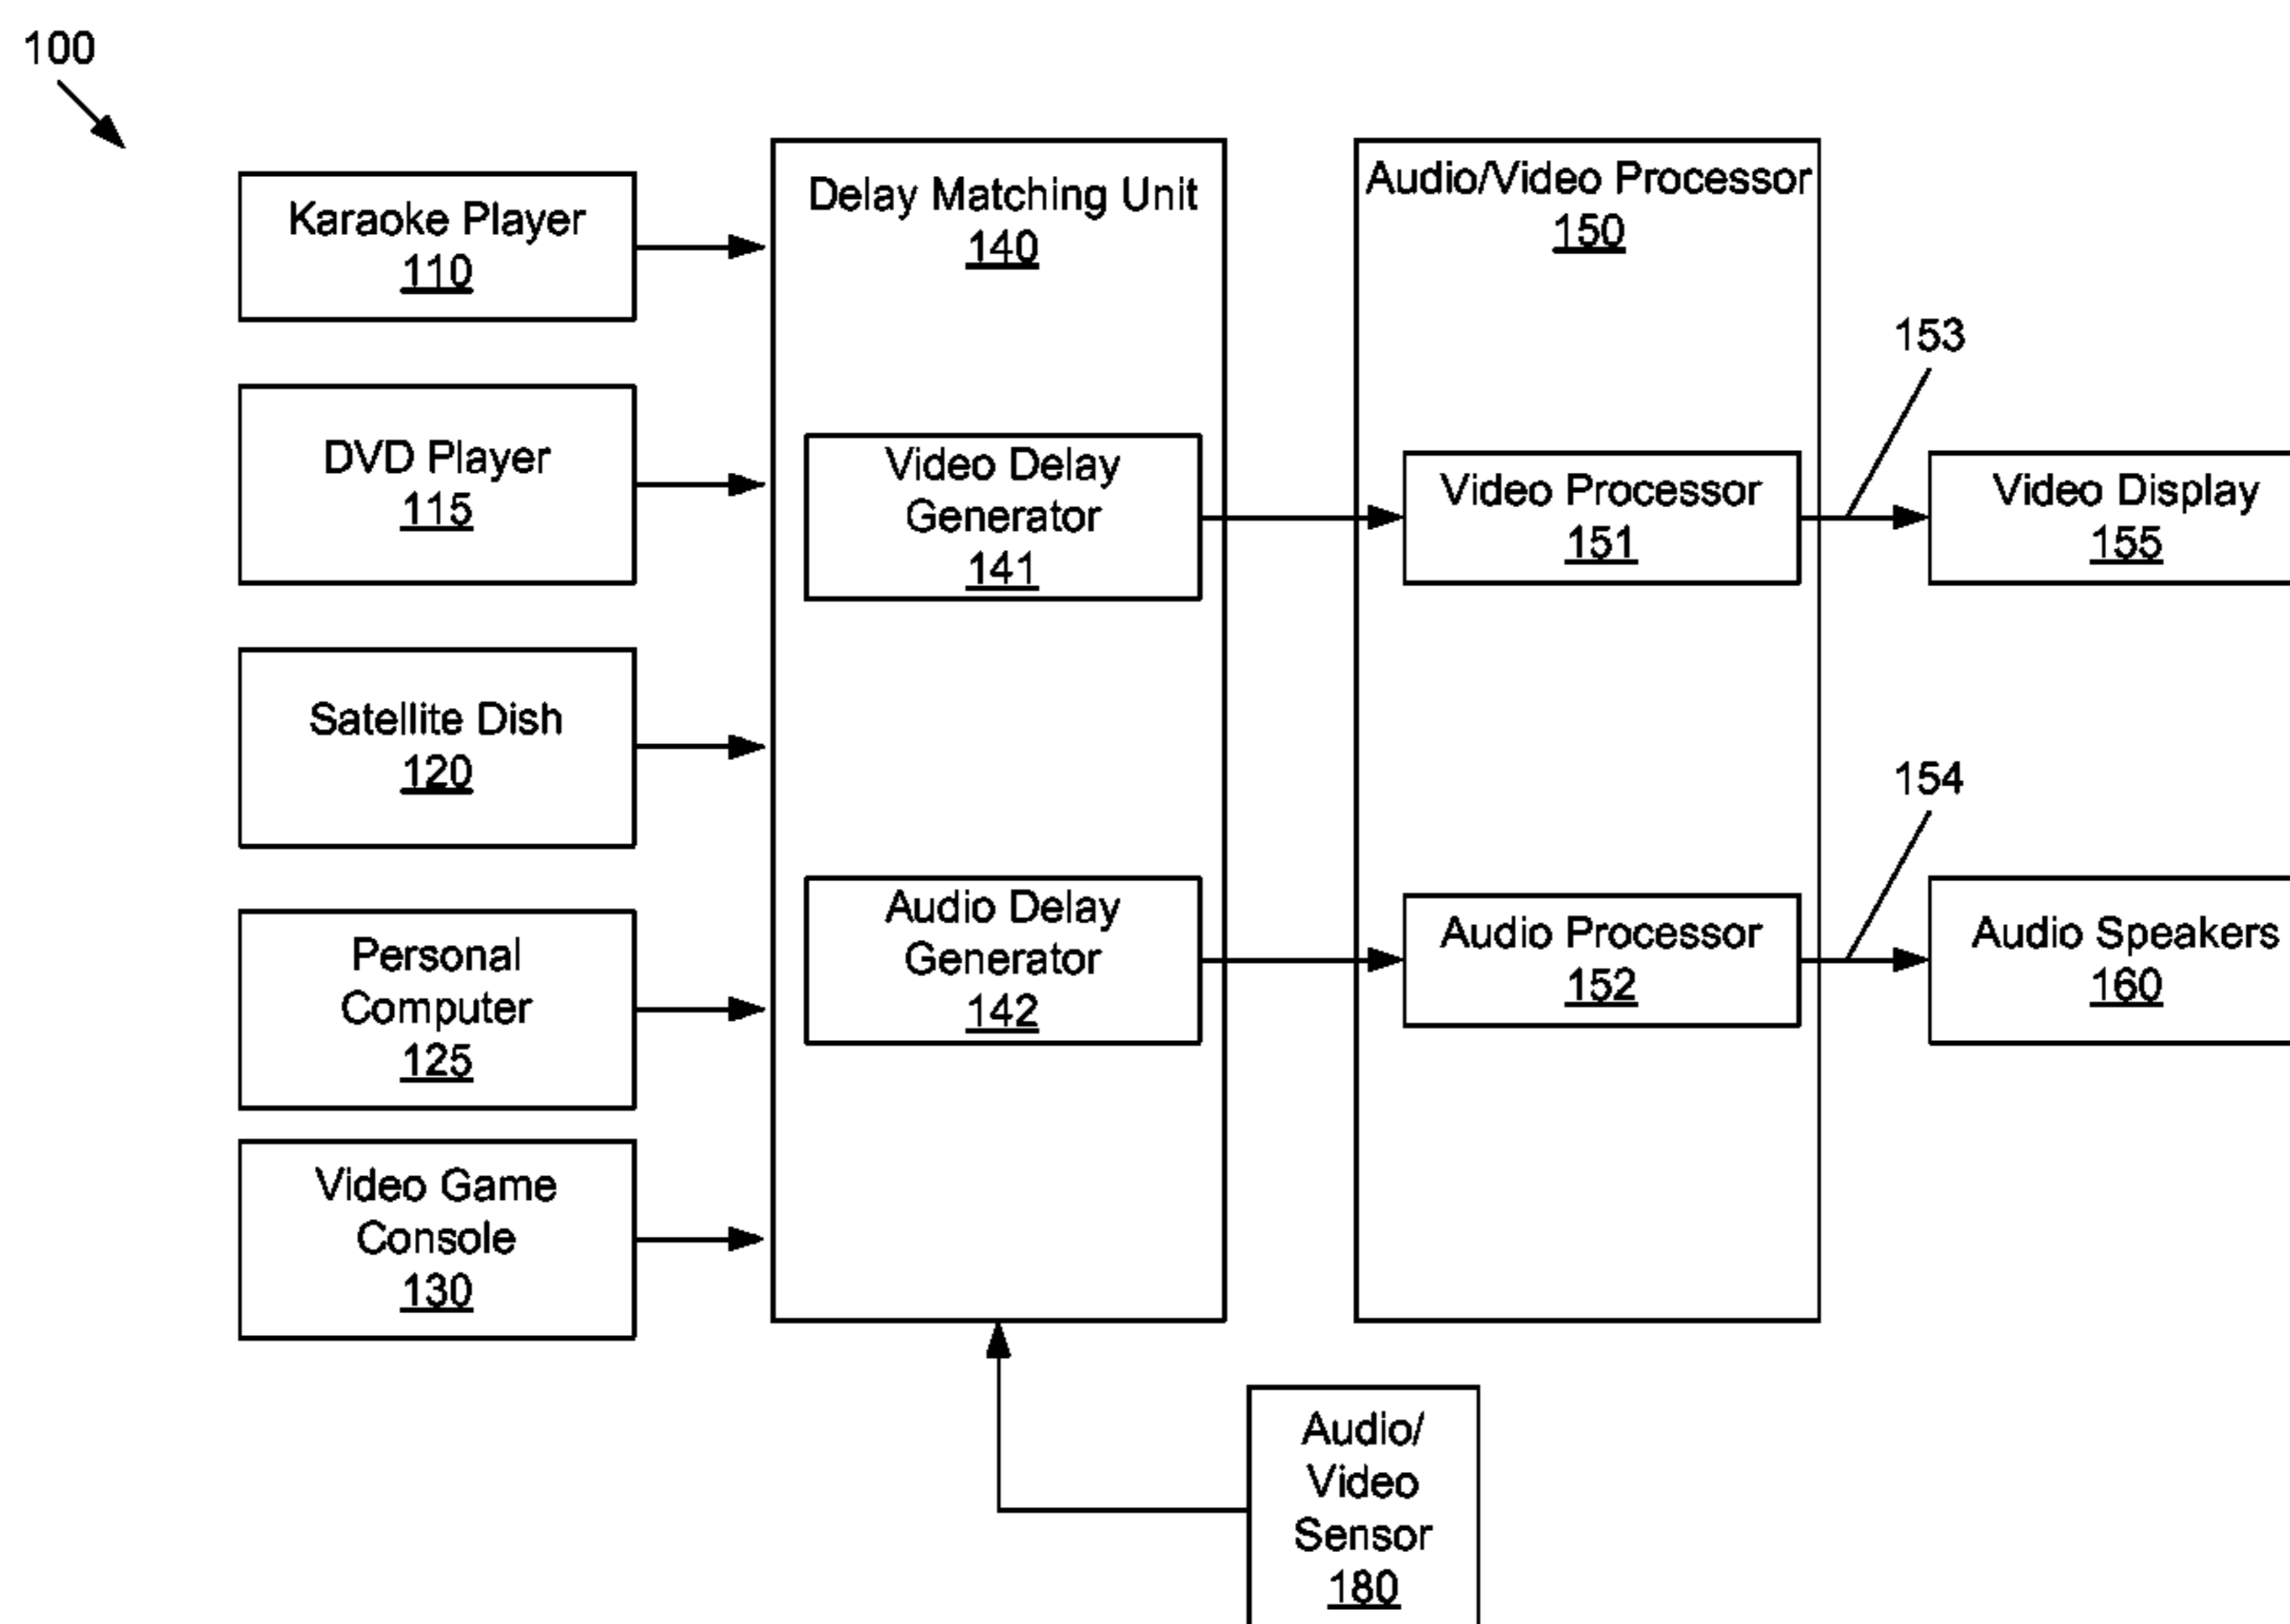 100
Karaoke Player
110
DVD Player
115
Satellite Dish
120
Personal
Computer
125
Video Game
Console
130
Delay Matching Unit
140
Video Delay
Generator
141
Audio Delay
Generator
142
Audio/Video Processor
150
Video Processor
151
Audio Processor
152
153
Video Display
155
154
Audio Speakers
160
Audio/
Video
Sensor
180